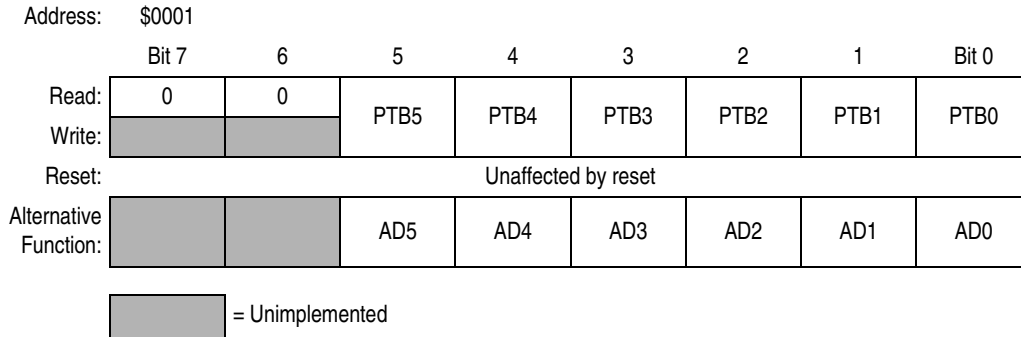 Address: $0001
Bit 7 6 5 4 3 2 1 Bit 0
Read: 0 0 PTB5 PTB4 PTB3 PTB2 PTB1 PTB0
Write:
Reset: Unaffected by reset
Alternative
Function: AD5 AD4 AD3 AD2 AD1 AD0
= Unimplemented